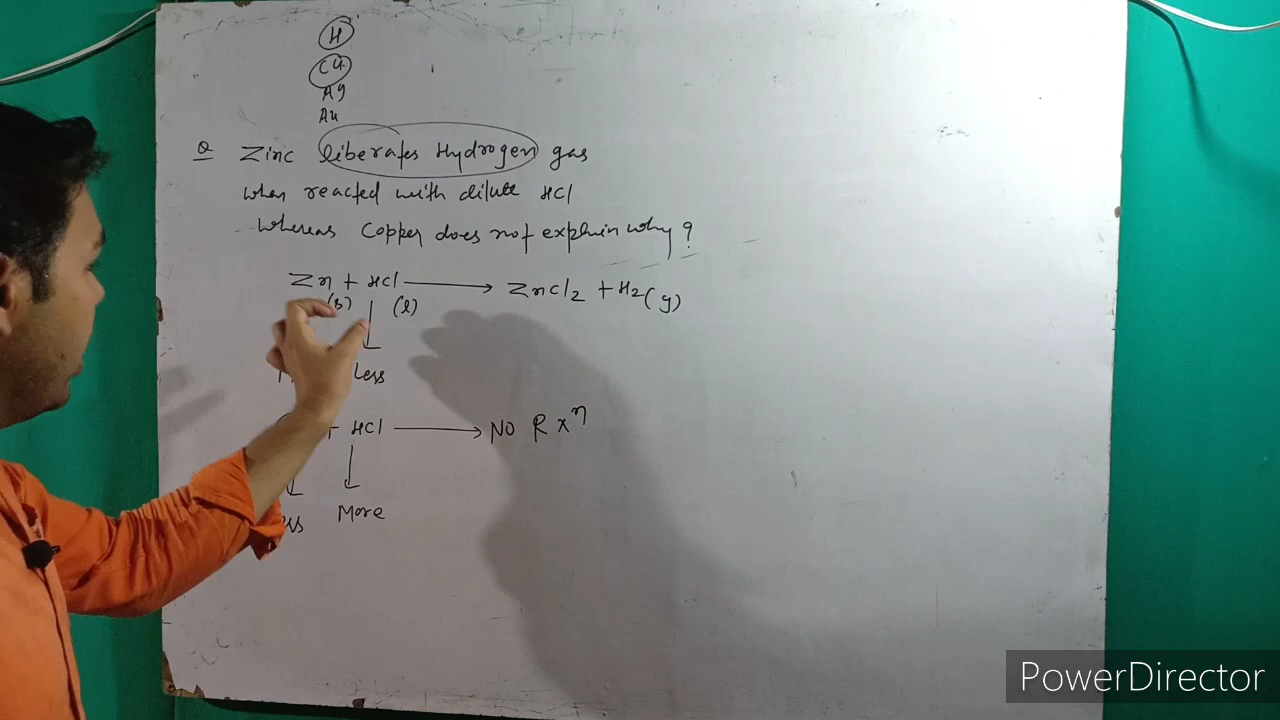 H
Cu
Ag
Au
Q Zinc liberates Hydrogen gas
when reacted with dilute HCl
Whereas Copper does not explain why?
Zn + HCl → ZnCl2 + H2(g)
(s) (l)
Less
+ HCl → NO Rxn
More
PowerDirector